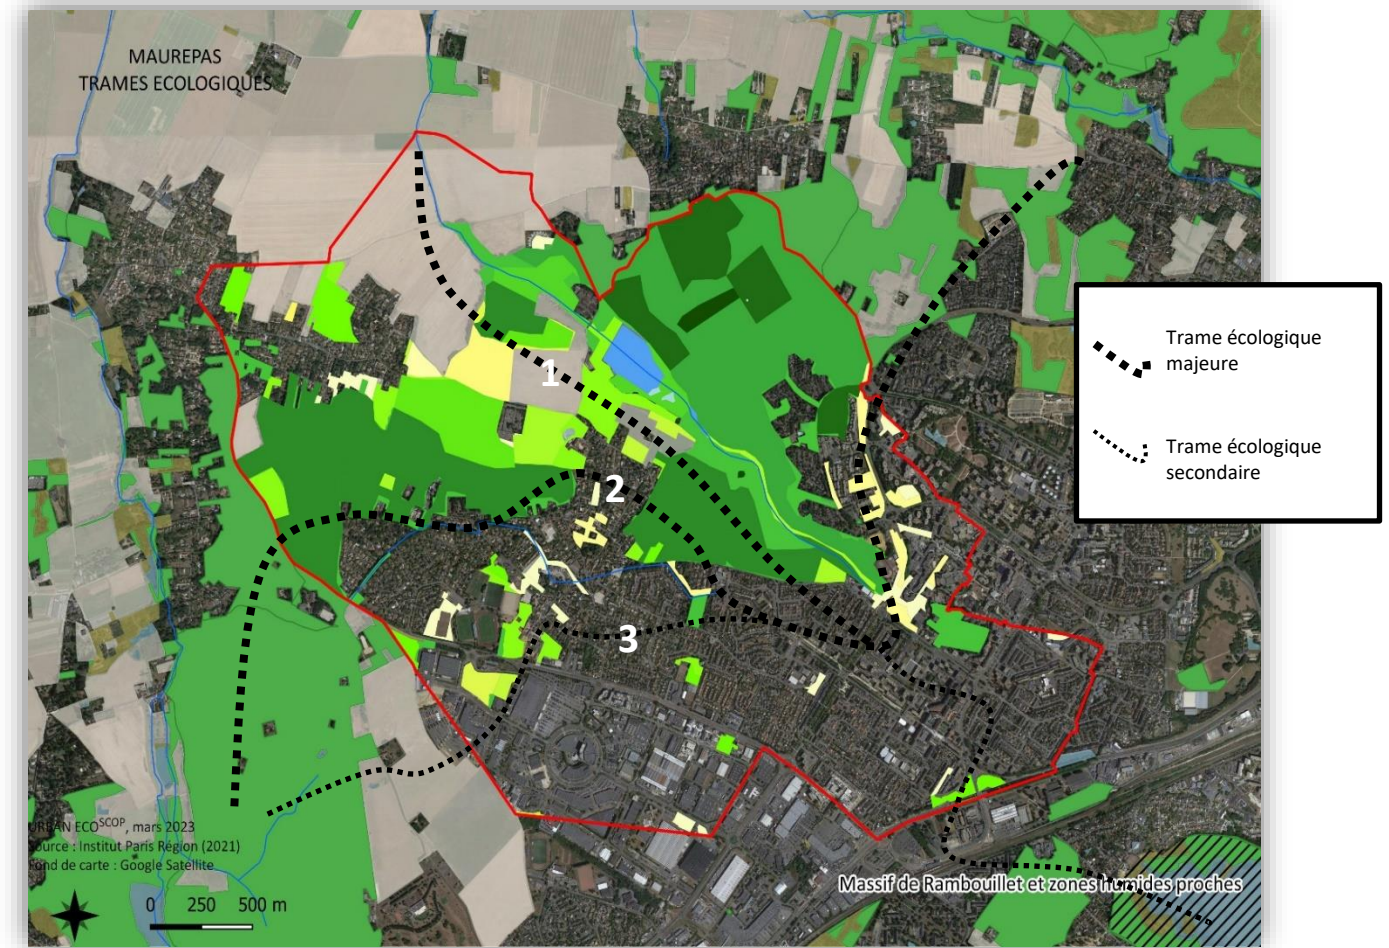 MAUREPAS
TRAMES ECOLOGIQUES
1
2
3
Trame écologique
majeure
Trame écologique
secondaire
URBAN ECOSCOP, mars 2023
Source : Institut Paris Région (2021)
Fond de carte : Google Satellite
0 250 500 m
Massif de Rambouillet et zones humides proches